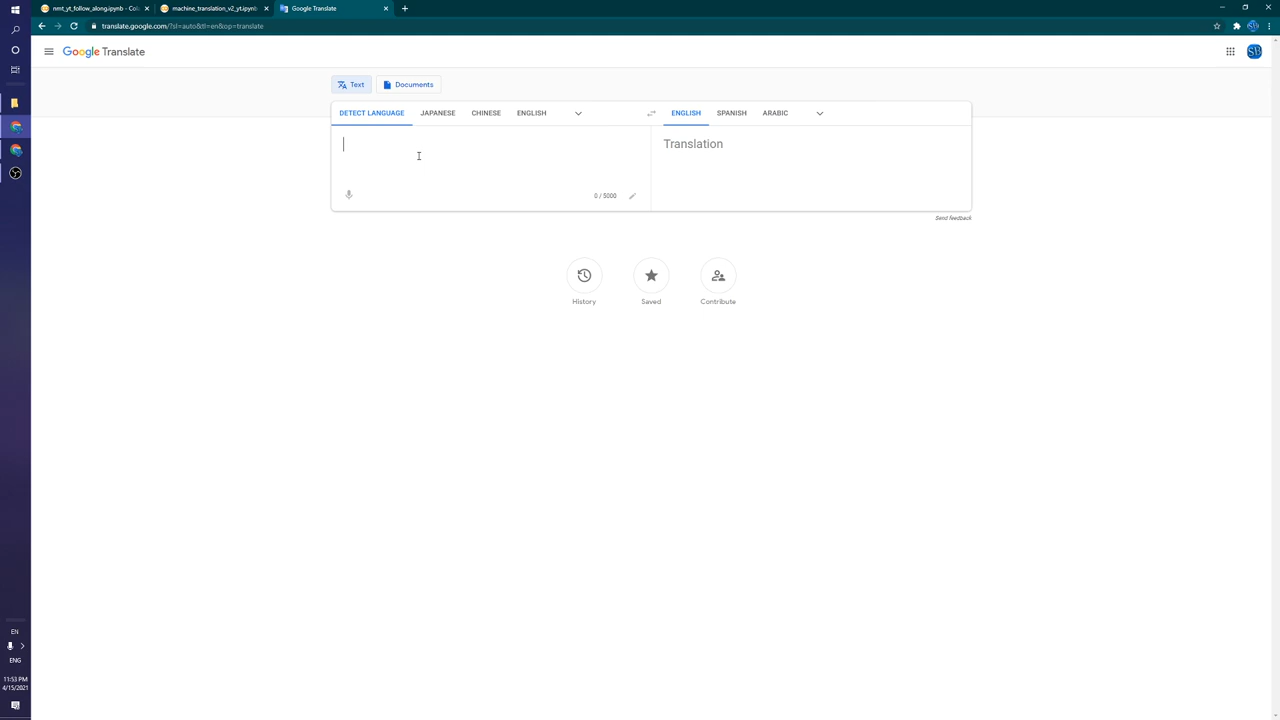 nmt_yt_follow_along.ipynb - Col
machine_translation_v2_yt.ipynb
Google Translate
translate.google.com/?sl=auto&tl=en&op=translate
Google Translate
SB
Text
Documents
DETECT LANGUAGE
JAPANESE
CHINESE
ENGLISH
ENGLISH
SPANISH
ARABIC
Translation
0 / 5000
Send feedback
History
Saved
Contribute
EN
ENG
11:53 PM
4/15/2021